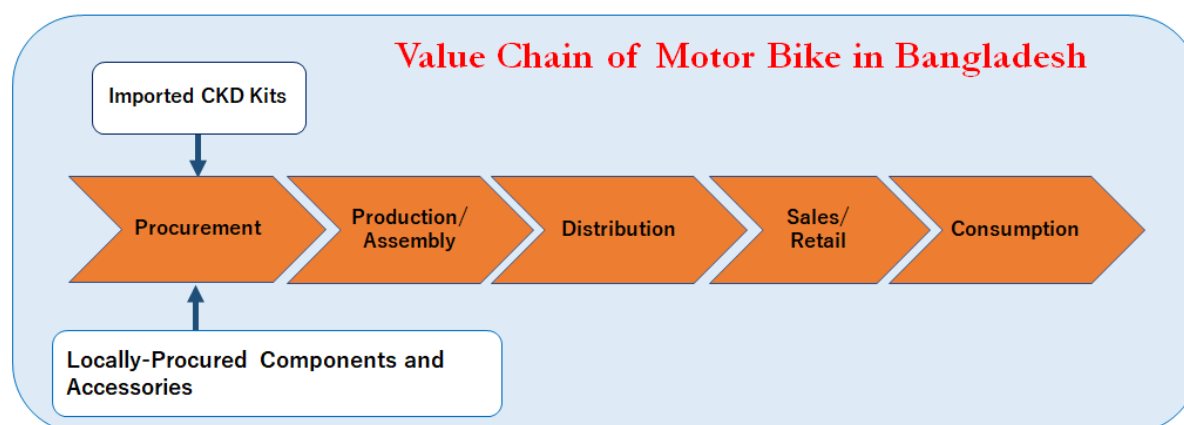 Value Chain of Motor Bike in Bangladesh
Imported CKD Kits
Procurement
Production/
Assembly
Distribution
Sales/
Retail
Consumption
Locally-Procured Components and
Accessories